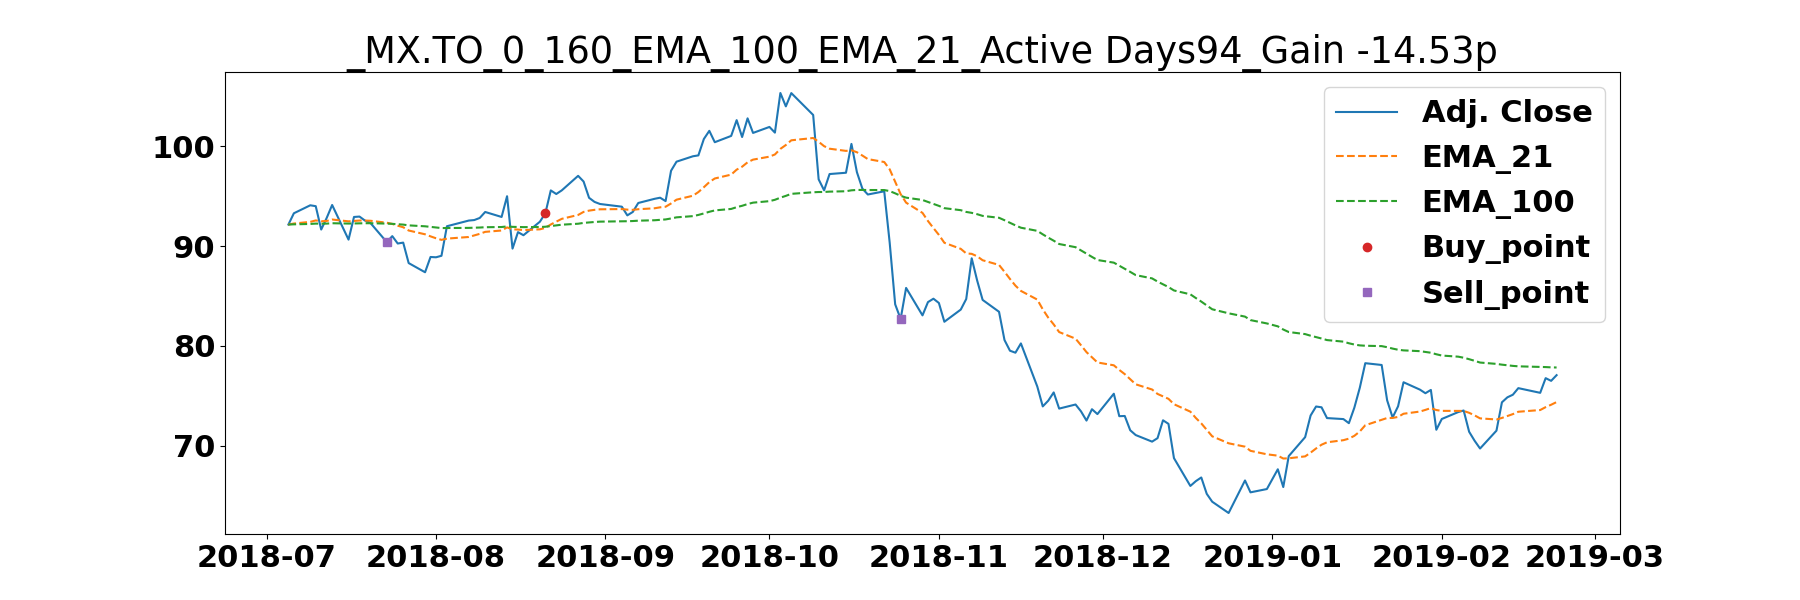 _MX.TO_0_160_EMA_100_EMA_21_Active Days94_Gain -14.53p
Adj. Close
EMA_21
EMA_100
Buy_point
Sell_point
100
90
80
70
2018-07 2018-08 2018-09 2018-10 2018-11 2018-12 2019-01 2019-02 2019-03